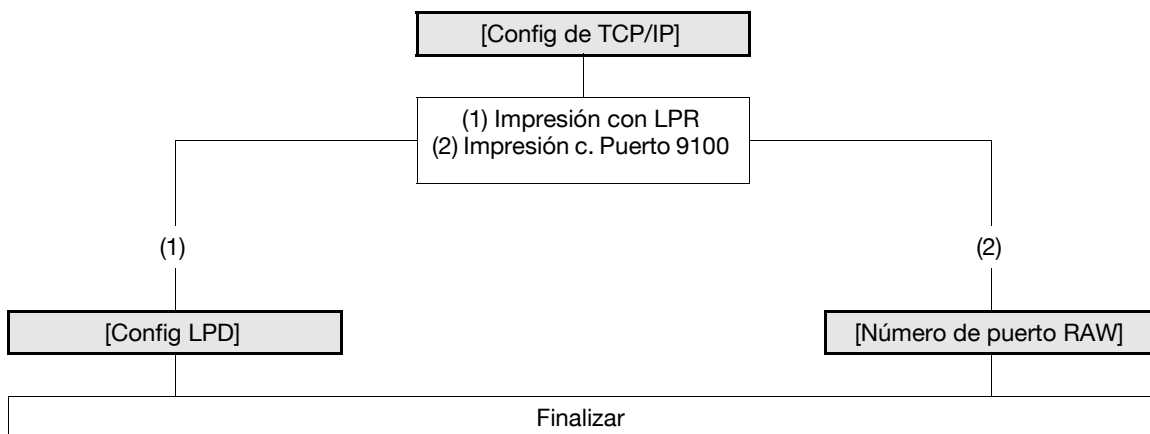 [Config de TCP/IP]
(1) Impresión con LPR
(2) Impresión c. Puerto 9100
(1)
(2)
[Config LPD]
[Número de puerto RAW]
Finalizar